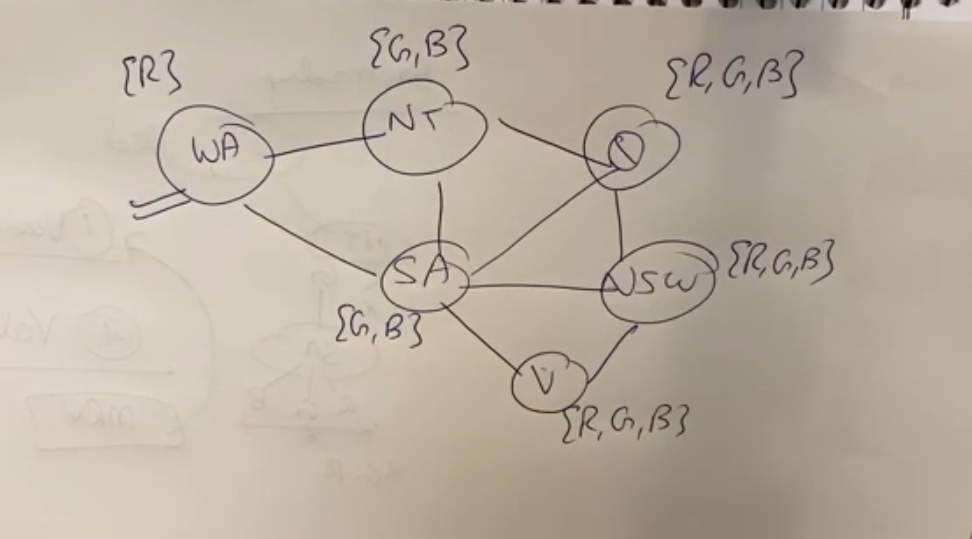 {R}
{G,B}
{R,G,B}
WA
NT
Q
SA
{G,B}
NSW
{R,G,B}
V
{R,G,B}